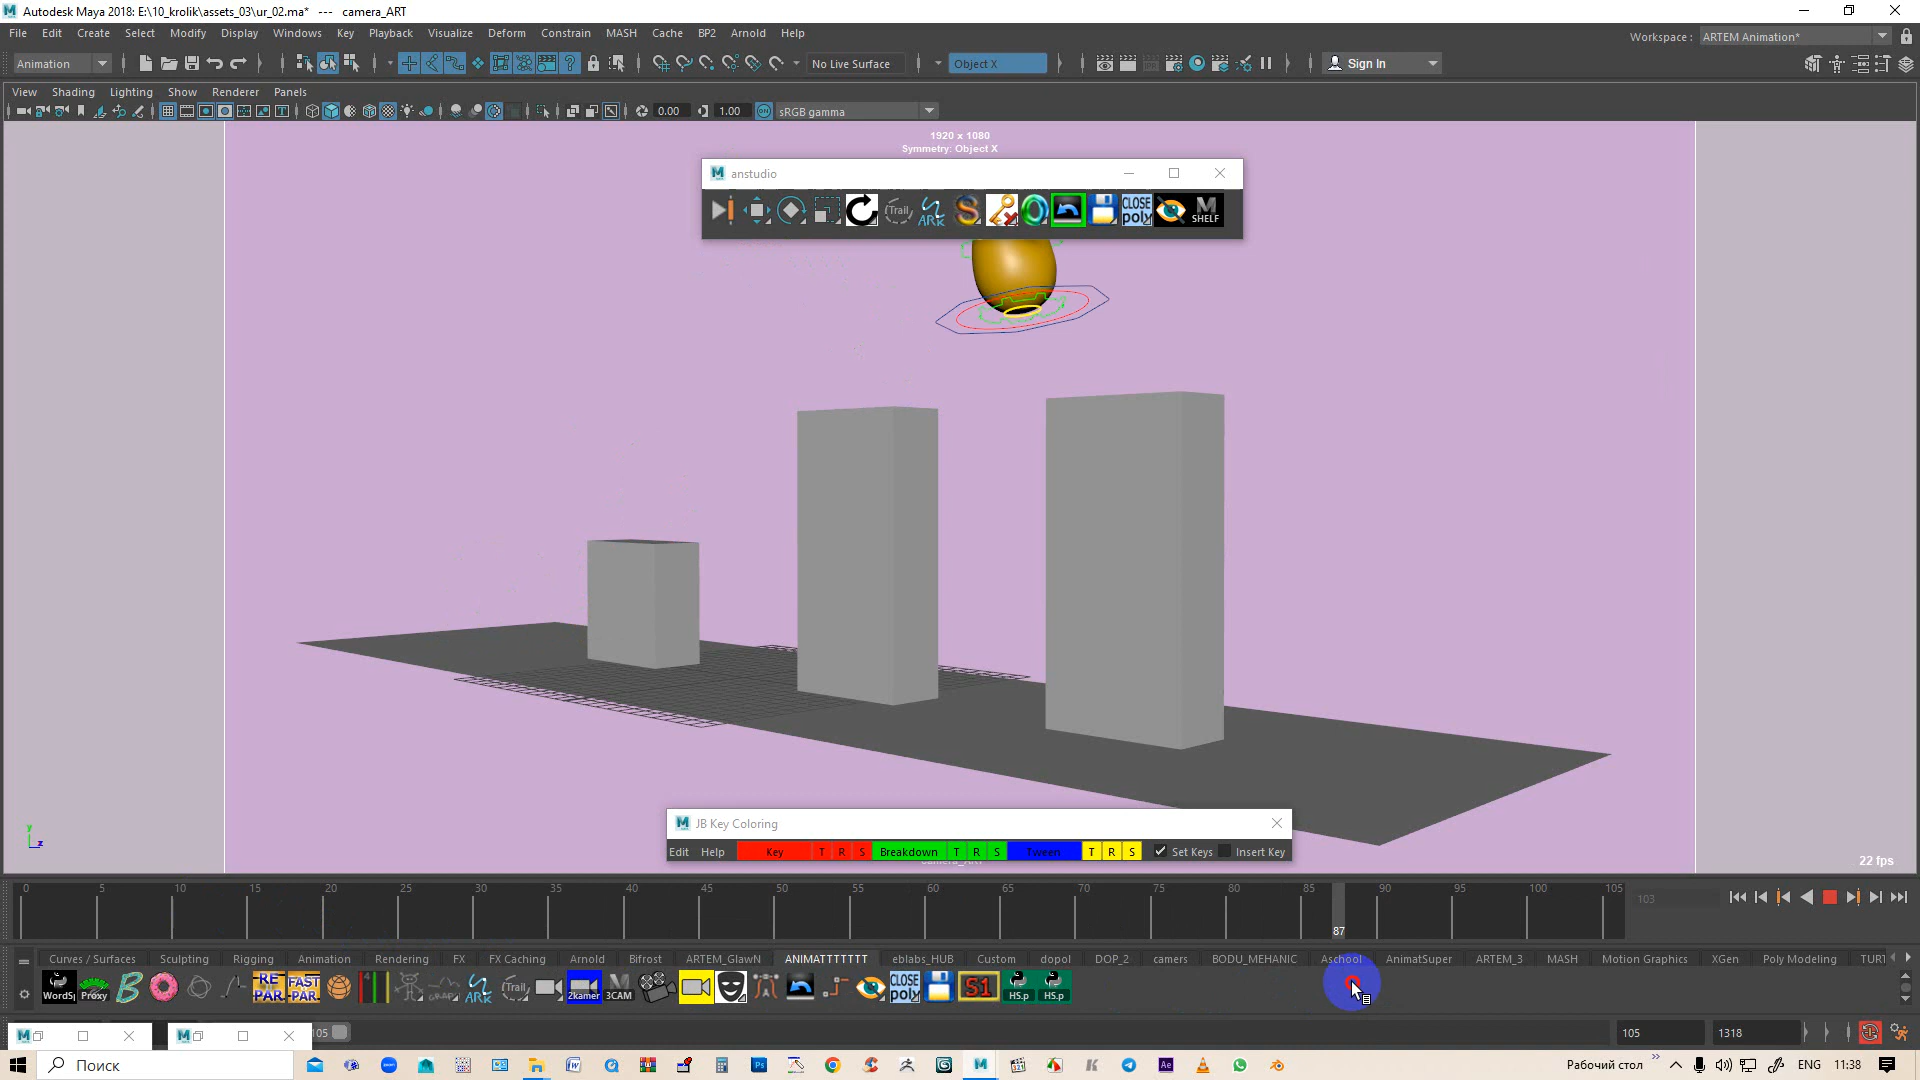 Autodesk Maya 2018: E:\10_krolik\assets_03\ur_02.ma* --- camera_ART
File Edit Create Select Modify Display Windows Key Playback Visualize Deform Constrain MASH Cache BP2 Arnold Help
Workspace : ARTEM Animation*
Animation No Live Surface Object X Sign In
View Shading Lighting Show Renderer Panels
0.00 1.00 ON sRGB gamma
1920 x 1080
Symmetry: Object X
anstudio
Trail ARK CLOSE poly M SHELF
JB Key Coloring
Edit Help Key T R S Breakdown T R S Tween T R S Set Keys Insert Key
22 fps
0 5 10 15 20 25 30 35 40 45 50 55 60 65 70 75 80 85 90 95 100 105
103
87
Curves / Surfaces Sculpting Rigging Animation Rendering FX FX Caching Arnold Bifrost ARTEM_GlawN ANIMATTTTTTT eblabs_HUB Custom dopol DOP_2 camers BODU_MEHANIC Aschool AnimatSuper ARTEM_3 MASH Motion Graphics XGen Poly Modeling TURT
WordS Proxy RE PAR FAST PAR ARK Trail 2kamer 3CAM CLOSE poly S1 HS.p HS.p
105 105 1318
Поиск Рабочий стол ENG 11:38